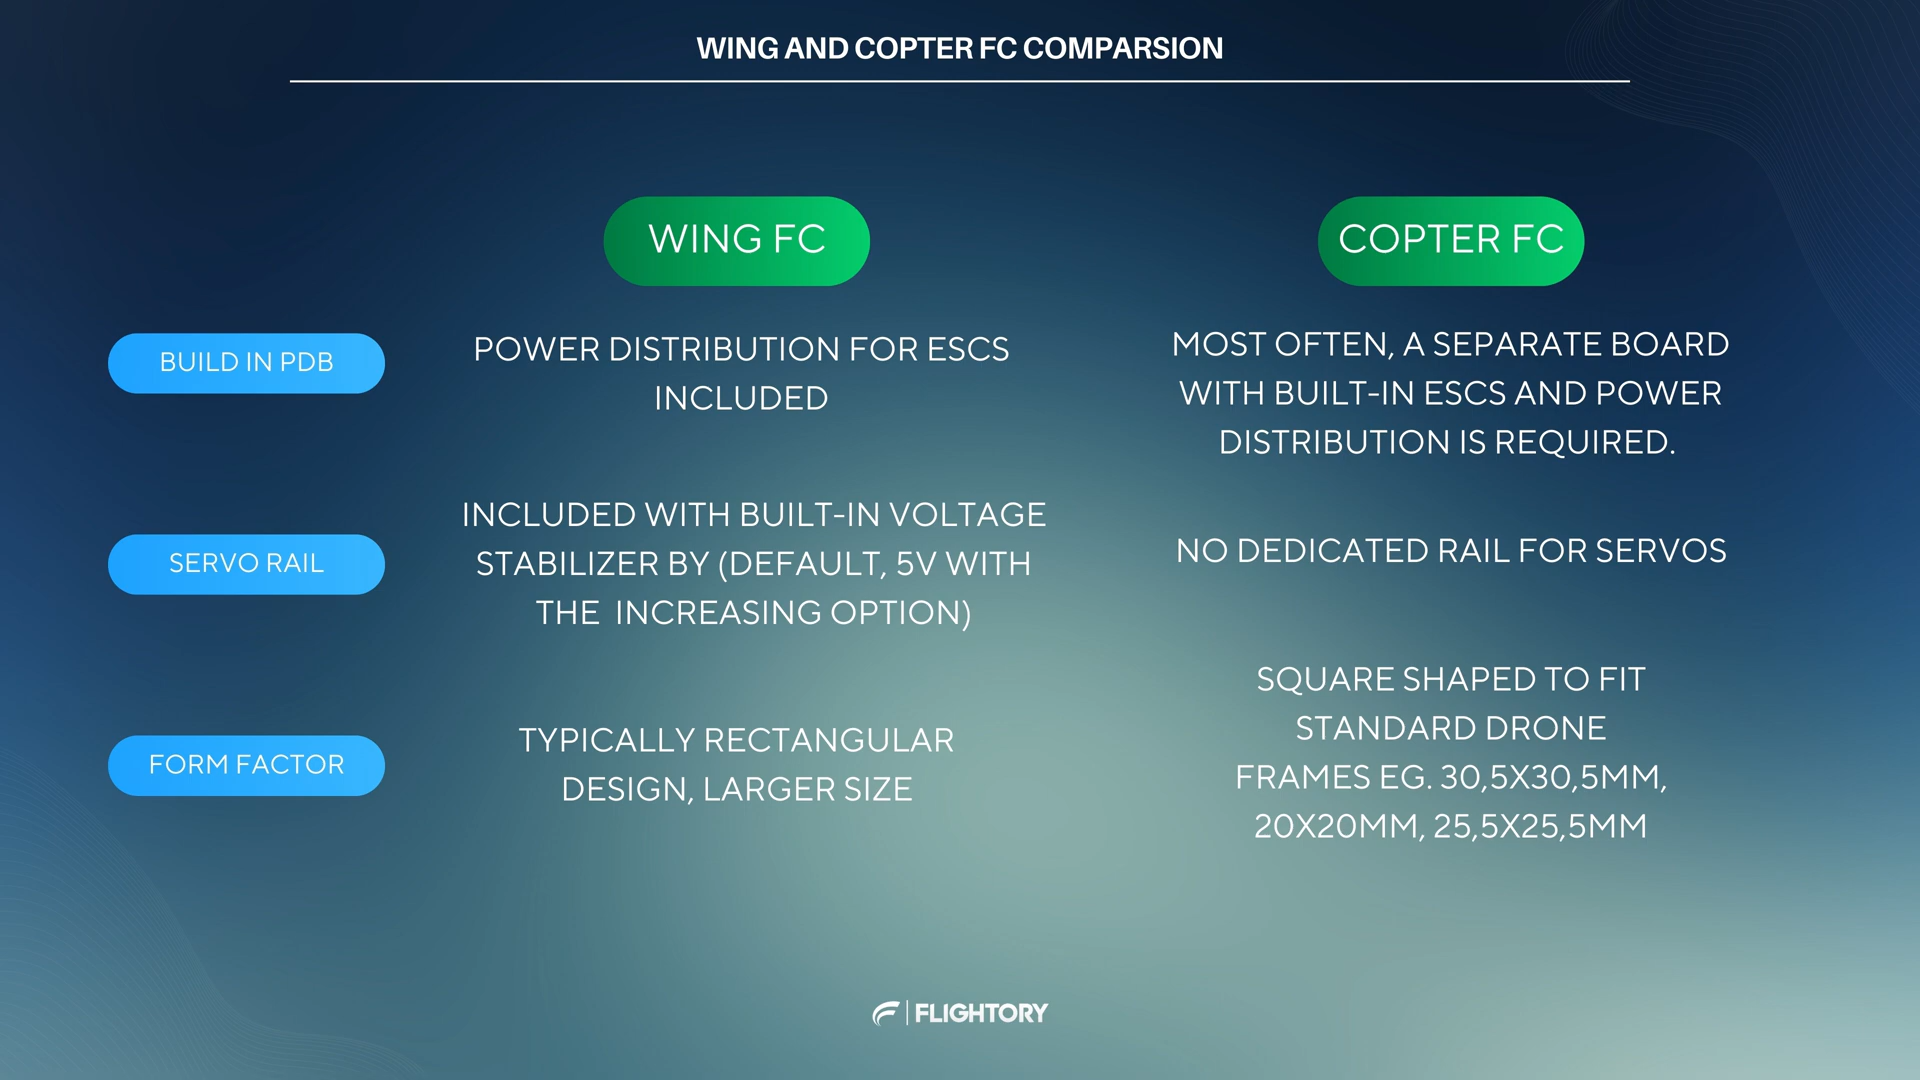 WING AND COPTER FC COMPARSION
WING FC
COPTER FC
BUILD IN PDB
POWER DISTRIBUTION FOR ESCS
INCLUDED
MOST OFTEN, A SEPARATE BOARD
WITH BUILT-IN ESCS AND POWER
DISTRIBUTION IS REQUIRED.
SERVO RAIL
INCLUDED WITH BUILT-IN VOLTAGE
STABILIZER BY (DEFAULT, 5V WITH
THE INCREASING OPTION)
NO DEDICATED RAIL FOR SERVOS
FORM FACTOR
TYPICALLY RECTANGULAR
DESIGN, LARGER SIZE
SQUARE SHAPED TO FIT
STANDARD DRONE
FRAMES EG. 30,5X30,5MM,
20X20MM, 25,5X25,5MM
FLIGHTORY